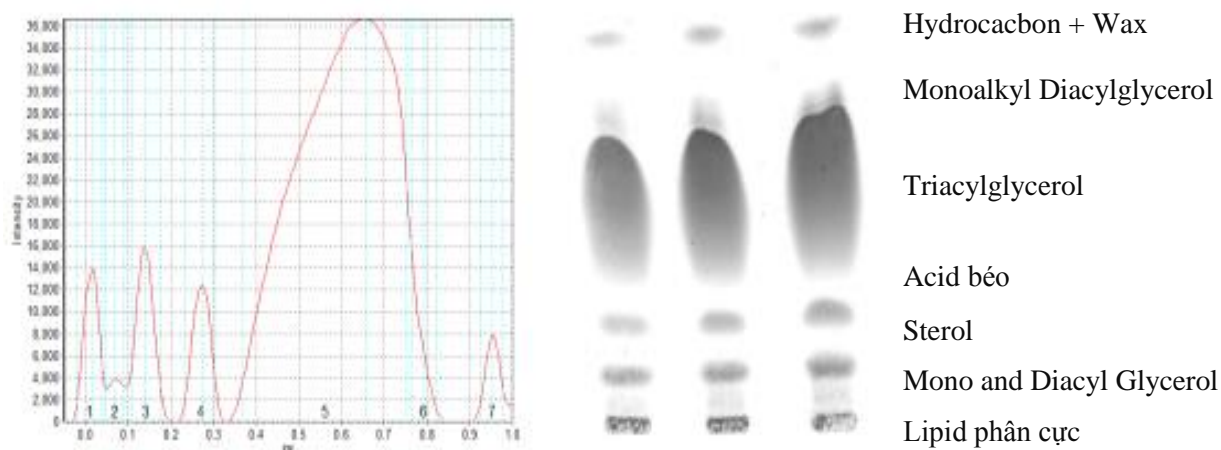 36,000
34,000
32,000
30,000
28,000
26,000
24,000
22,000
20,000
18,000
16,000
14,000
12,000
10,000
8,000
6,000
4,000
2,000
0
Intensity
1 2 3 4 5 6 7
0.0 0.1 0.2 0.3 0.4 0.5 0.6 0.7 0.8 0.9 1.0
Hydrocacbon + Wax
Monoalkyl Diacylglycerol
Triacylglycerol
Acid béo
Sterol
Mono and Diacyl Glycerol
Lipid phân cực